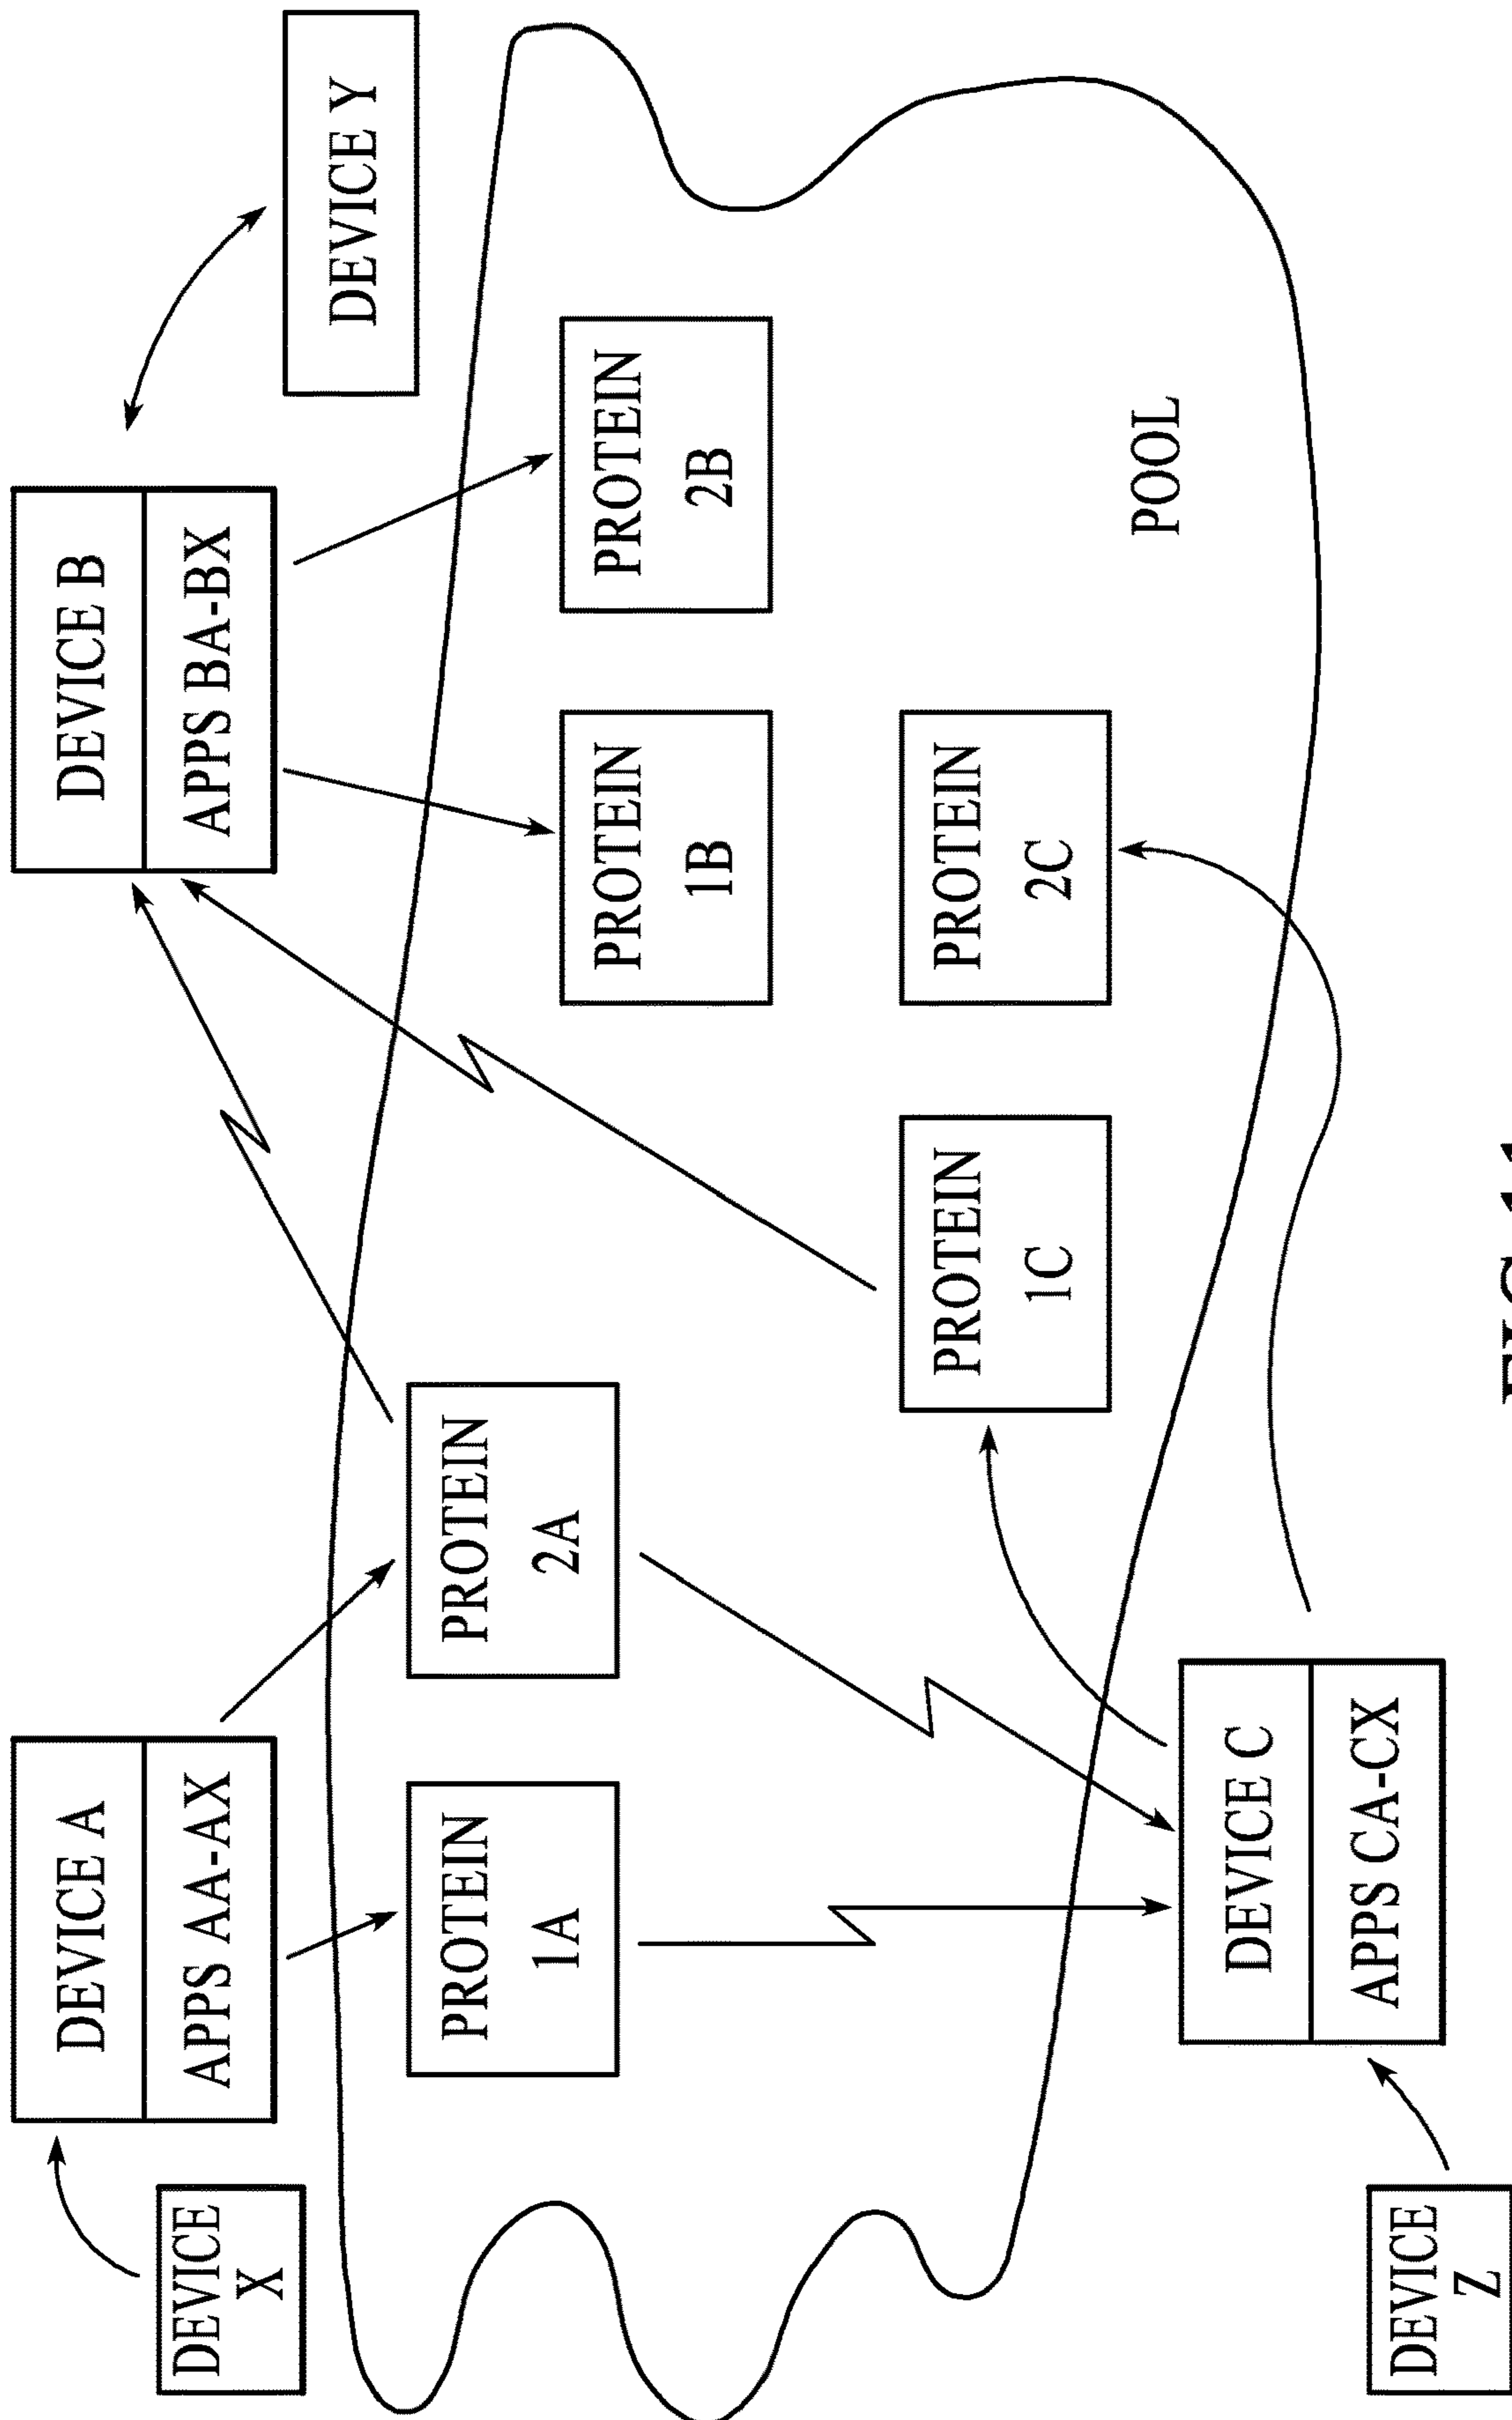 DEVICE A
APPS AA-AX
DEVICE B
APPS BA-BX
DEVICE
X
DEVICE Y
PROTEIN
1A
PROTEIN
2A
PROTEIN
1B
PROTEIN
2B
PROTEIN
1C
PROTEIN
2C
POOL
DEVICE C
APPS CA-CX
DEVICE
Z
FIG